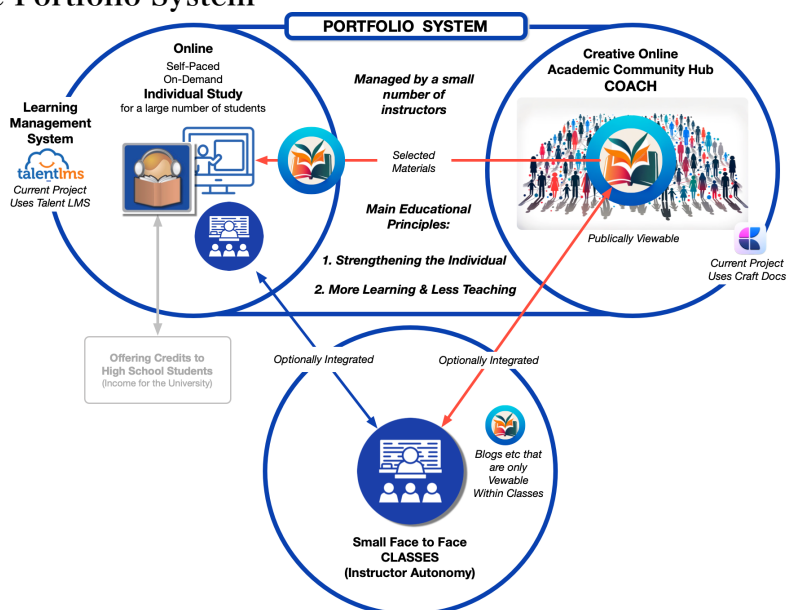 Portfolio System
PORTFOLIO SYSTEM
Online
Self-Paced
On-Demand
Individual Study
for a large number of students
Learning
Management
System
talentlms
Current Project
Uses Talent LMS
Managed by a small
number of
instructors
Selected
Materials
Main Educational
Principles:
1. Strengthening the Individual
2. More Learning & Less Teaching
Creative Online
Academic Community Hub
COACH
Publically Viewable
Current Project
Uses Craft Docs
Offering Credits to
High School Students
(Income for the University)
Optionally Integrated
Optionally Integrated
Blogs etc that
are only
Vewable
Within Classes
Small Face to Face
CLASSES
(Instructor Autonomy)